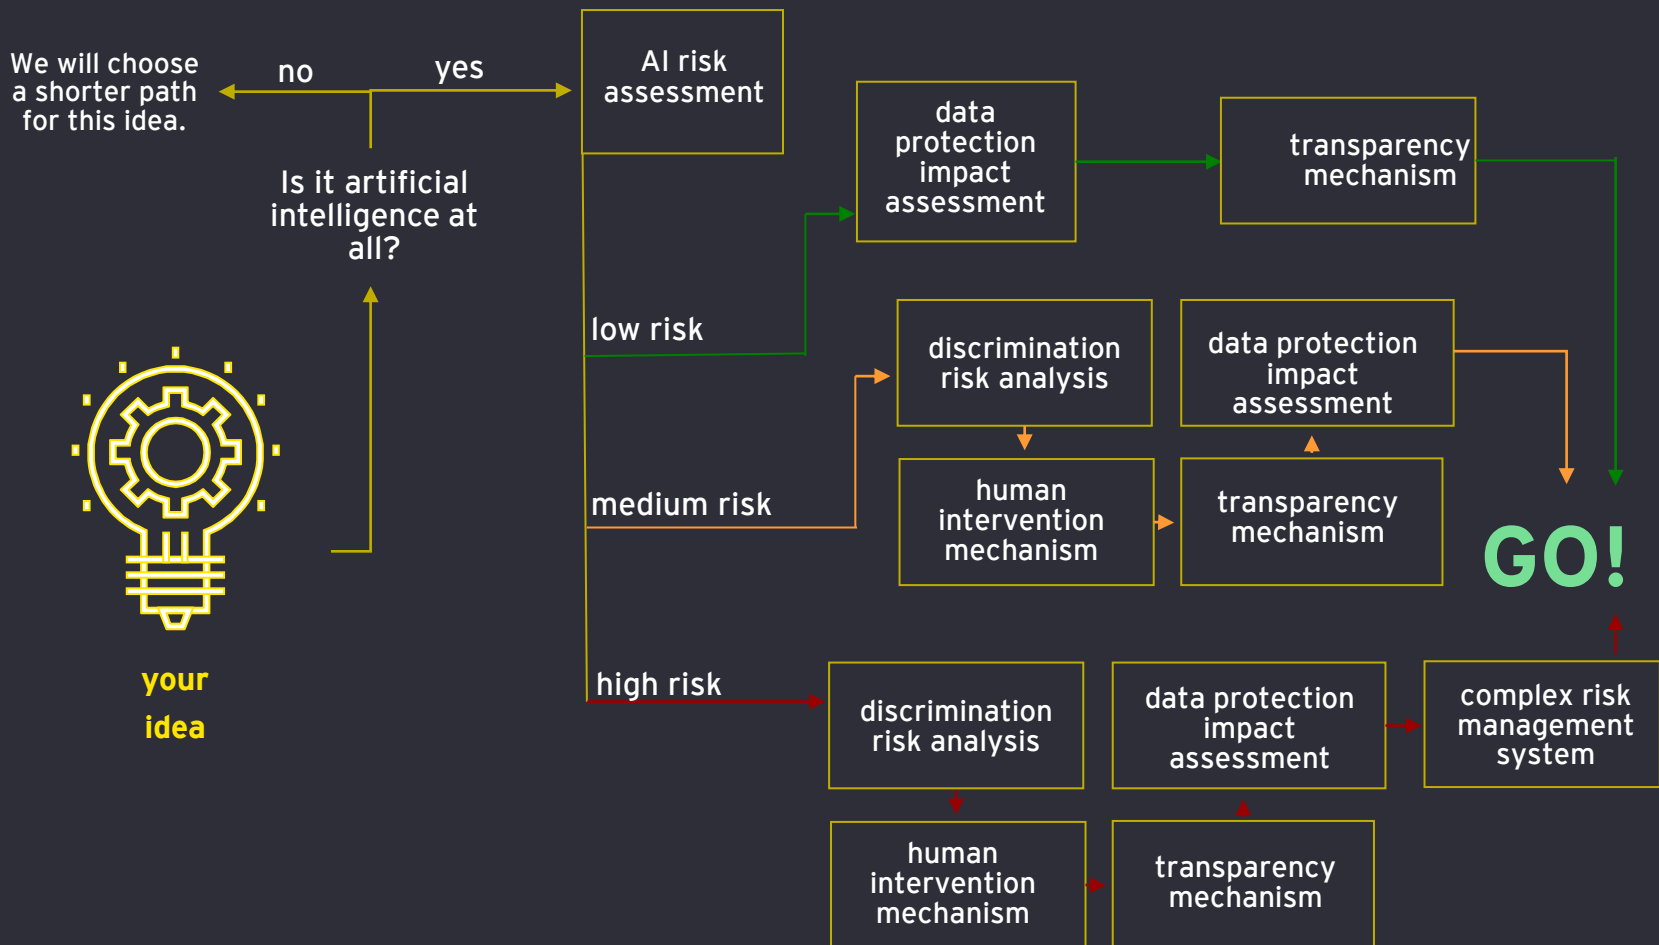 We will choose
a shorter path
for this idea.
no
yes
Is it artificial
intelligence at
all?
your
idea
AI risk
assessment
low risk
data
protection
impact
assessment
transparency
mechanism
medium risk
discrimination
risk analysis
human
intervention
mechanism
transparency
mechanism
data protection
impact
assessment
GO!
high risk
discrimination
risk analysis
human
intervention
mechanism
transparency
mechanism
data protection
impact
assessment
complex risk
management
system